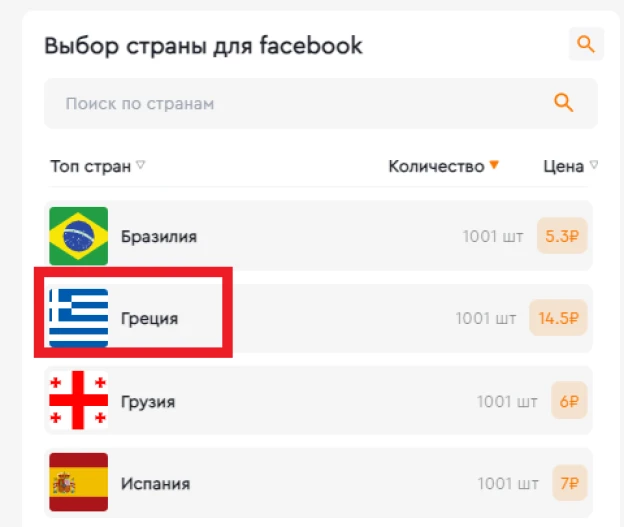 Выбор страны для facebook
Поиск по странам
Топ стран Количество Цена
Бразилия 1001 шт 5.3₽
Греция 1001 шт 14.5₽
Грузия 1001 шт 6₽
Испания 1001 шт 7₽